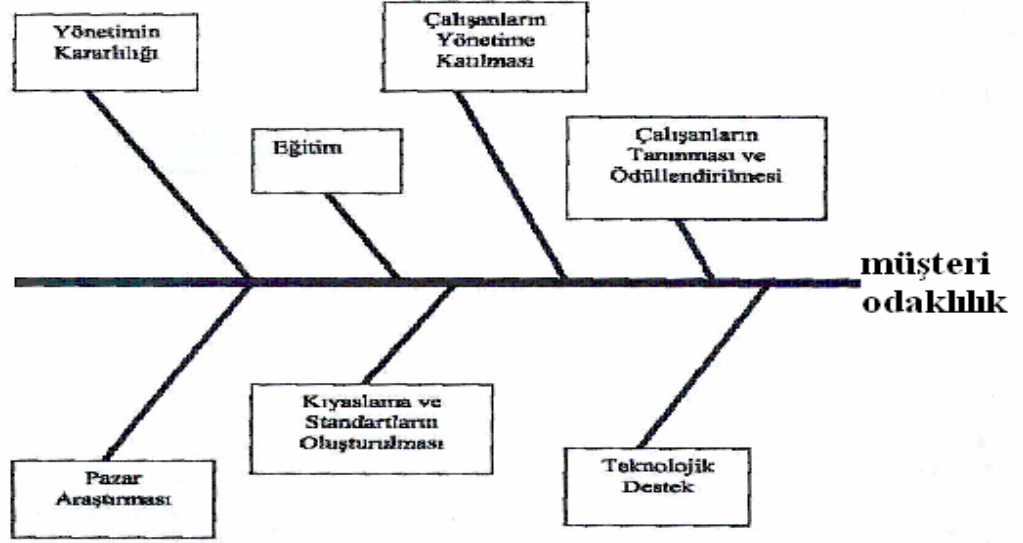 Yönetimin
Kararlılığı
Çalışanların
Yönetime
Katılması
Eğitim
Çalışanların
Tanınması ve
Ödüllendirilmesi
müşteri
odaklılık
Kıyaslama ve
Standartların
Oluşturulması
Pazar
Araştırması
Teknolojik
Destek